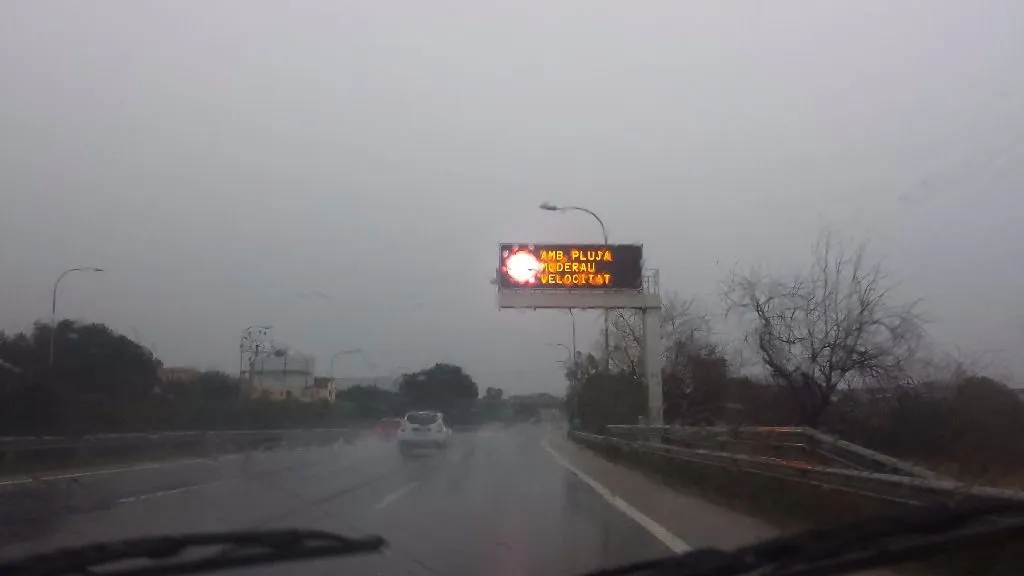 AMB PLUJA
MODERAU
VELOCITAT